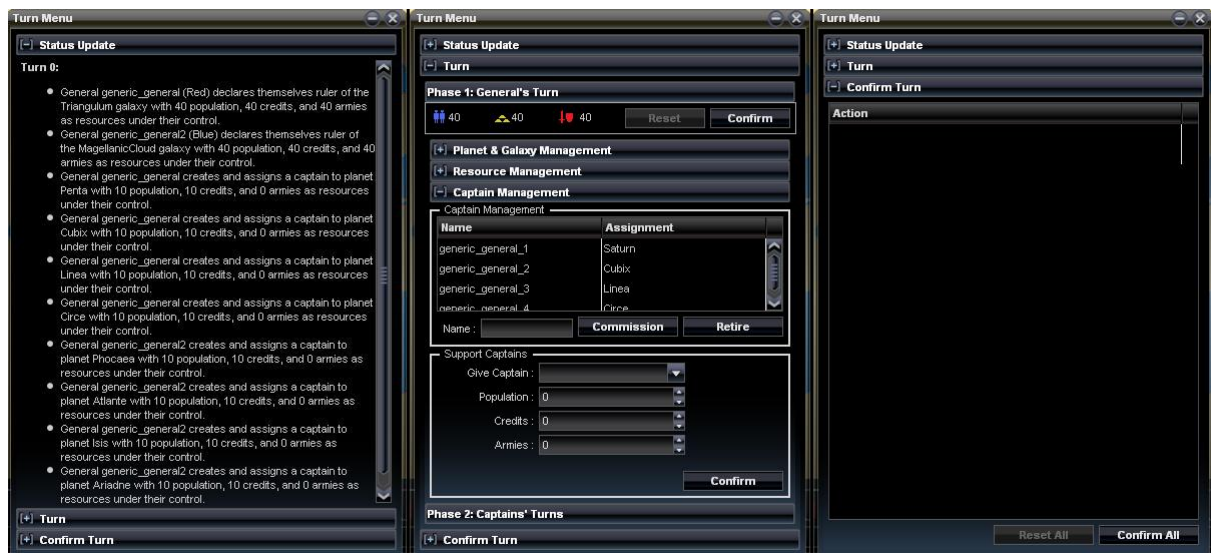 Turn Menu
[-] Status Update
Turn 0:
General generic_general (Red) declares themselves ruler of the
Triangulum galaxy with 40 population, 40 credits, and 40 armies
as resources under their control.
General generic_general2 (Blue) declares themselves ruler of
the MagellanicCloud galaxy with 40 population, 40 credits, and 40
armies as resources under their control.
General generic_general creates and assigns a captain to planet
Penta with 10 population, 10 credits, and 0 armies as resources
under their control.
General generic_general creates and assigns a captain to planet
Cubix with 10 population, 10 credits, and 0 armies as resources
under their control.
General generic_general creates and assigns a captain to planet
Linea with 10 population, 10 credits, and 0 armies as resources
under their control.
General generic_general creates and assigns a captain to planet
Circe with 10 population, 10 credits, and 0 armies as resources
under their control.
General generic_general2 creates and assigns a captain to
planet Phocaea with 10 population, 10 credits, and 0 armies as
resources under their control.
General generic_general2 creates and assigns a captain to
planet Atlante with 10 population, 10 credits, and 0 armies as
resources under their control.
General generic_general2 creates and assigns a captain to
planet Isis with 10 population, 10 credits, and 0 armies as
resources under their control.
General generic_general2 creates and assigns a captain to
planet Ariadne with 10 population, 10 credits, and 0 armies as
resources under their control.
[+] Turn
[+] Confirm Turn
Turn Menu
[+] Status Update
[-] Turn
Phase 1: General's Turn
40 40 40 Reset Confirm
[+] Planet & Galaxy Management
[+] Resource Management
[-] Captain Management
Captain Management
Name Assignment
generic_general_1 Saturn
generic_general_2 Cubix
generic_general_3 Linea
generic_general_4 Circe
Name : Commission Retire
Support Captains
Give Captain :
Population : 0
Credits : 0
Armies : 0
Confirm
Phase 2: Captains' Turns
[+] Confirm Turn
Turn Menu
[+] Status Update
[+] Turn
[-] Confirm Turn
Action
Reset All Confirm All